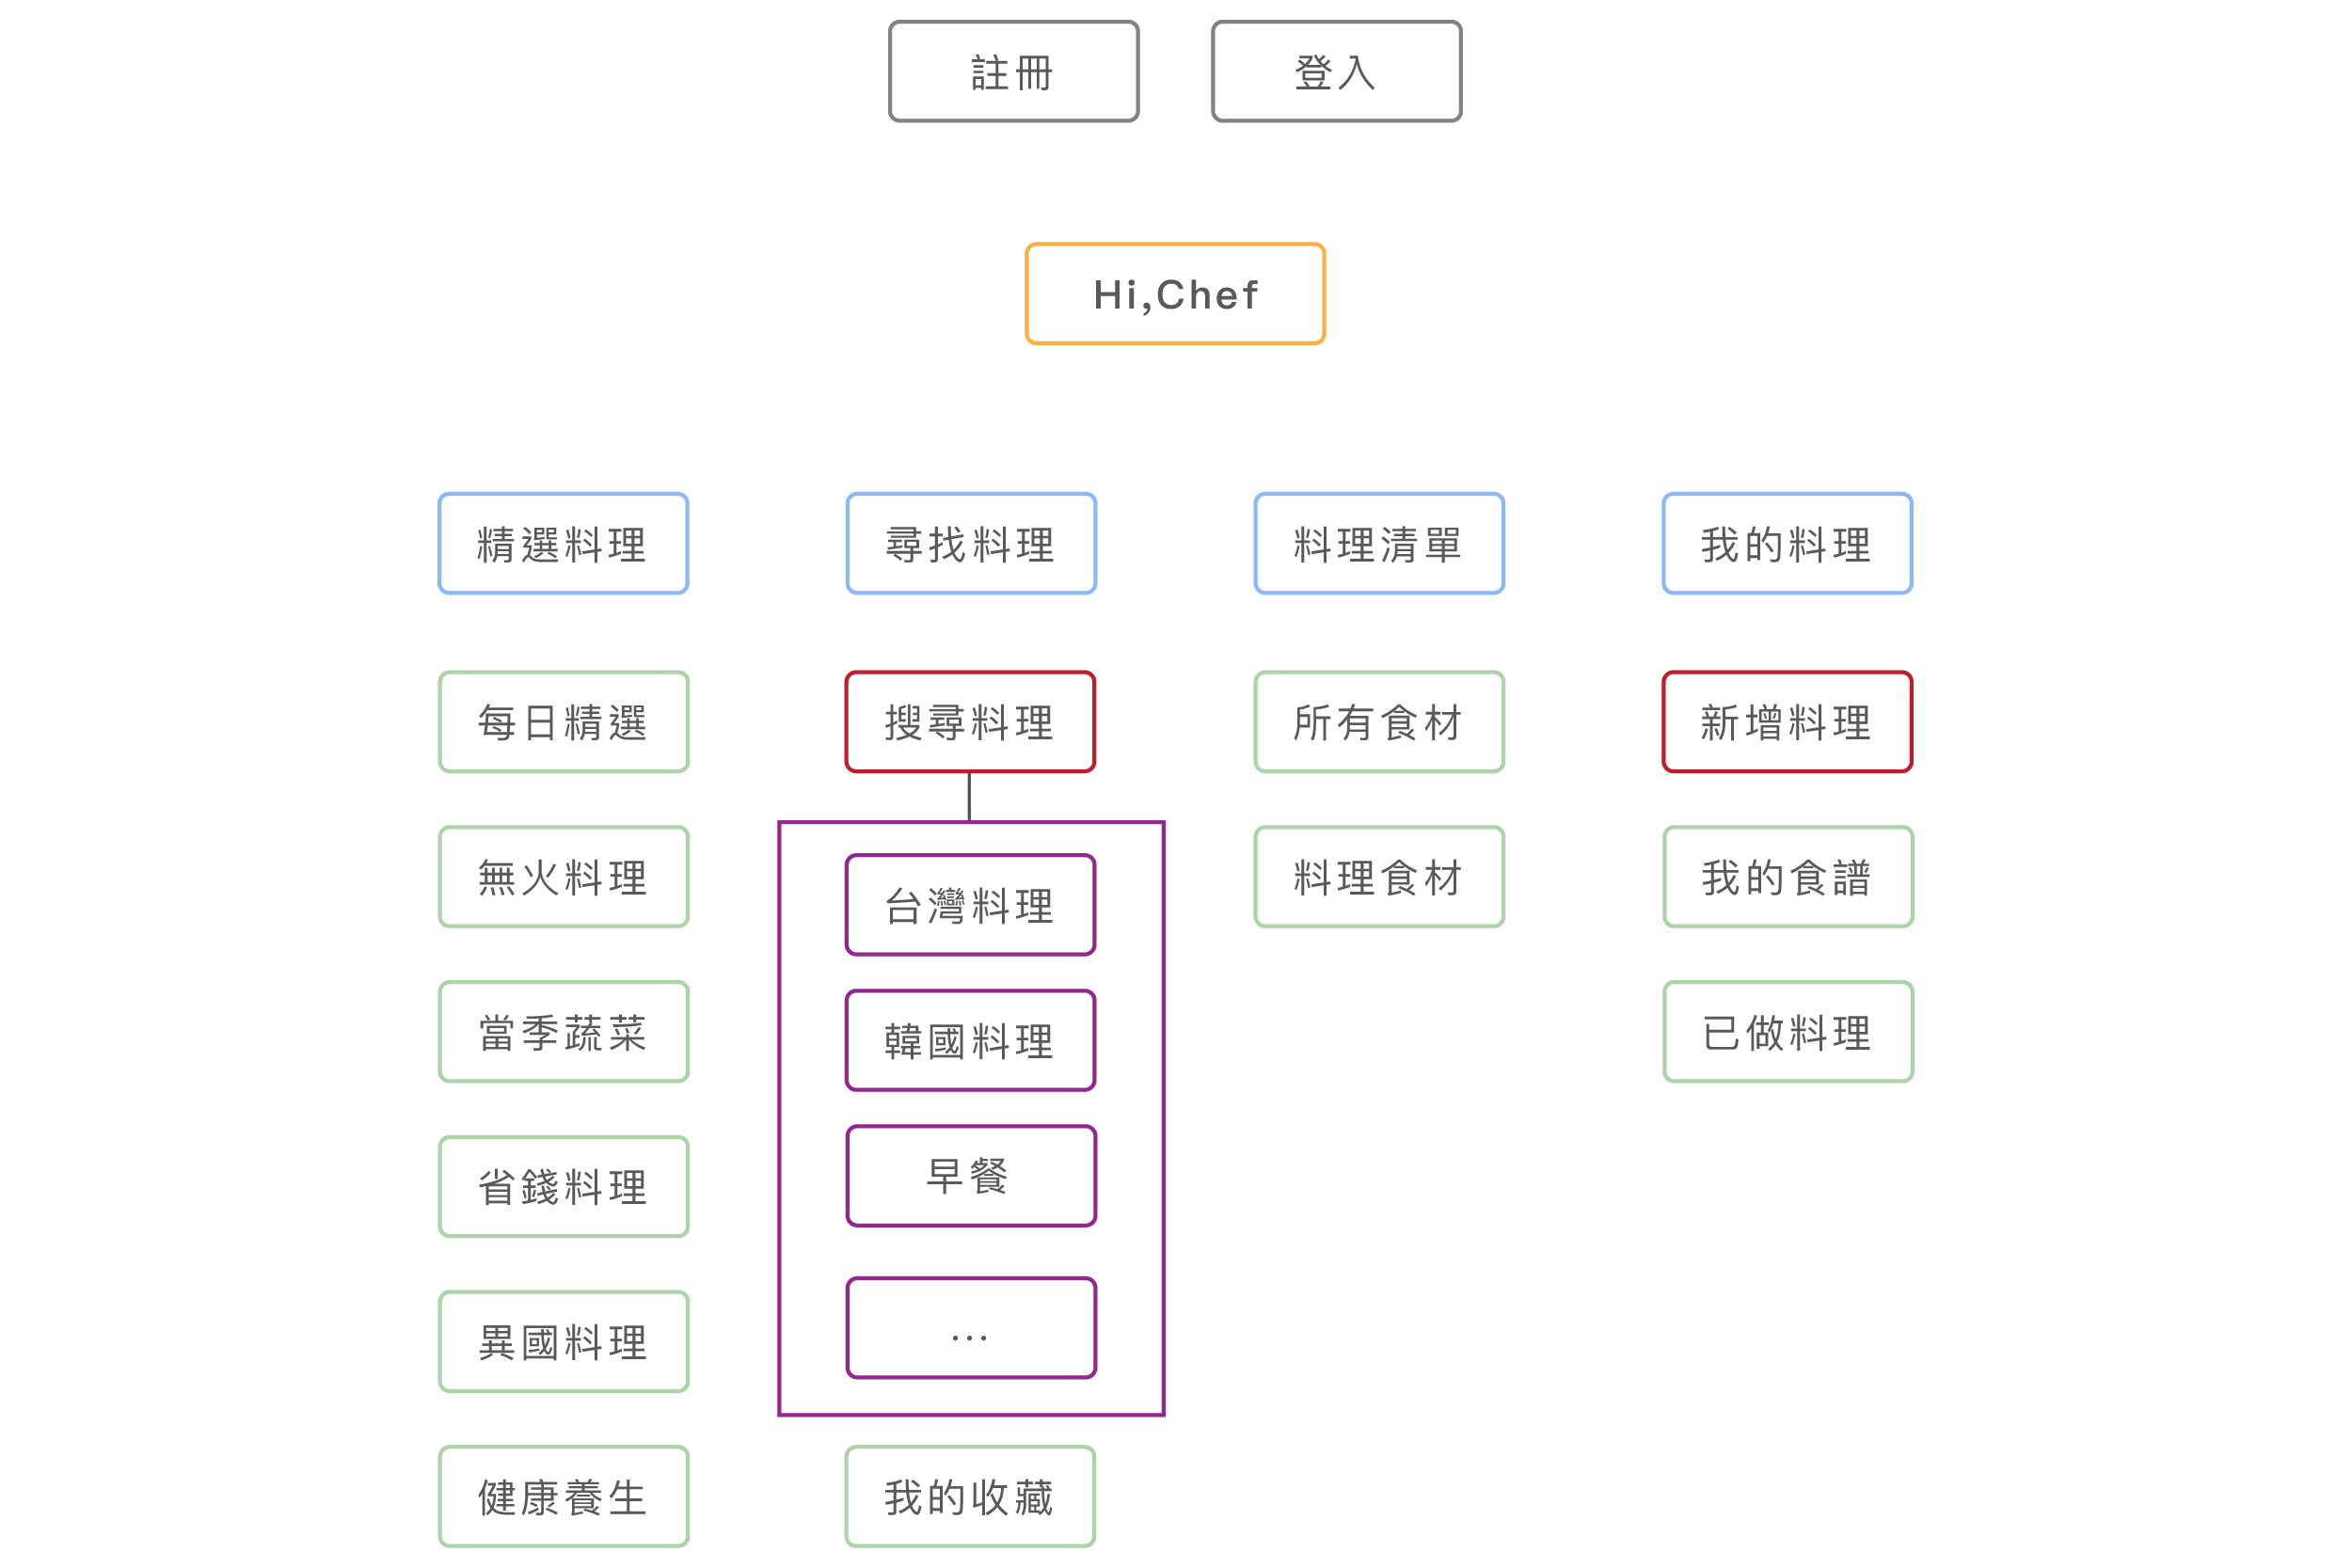 註冊
登入
Hi,Chef
精選料理
尋找料理
料理清單
我的料理
每日精選
搜尋料理
所有食材
新增料理
無火料理
台灣料理
料理食材
我的食譜
當季蔬菜
韓國料理
已做料理
省錢料理
早餐
異國料理
...
健康養生
我的收藏